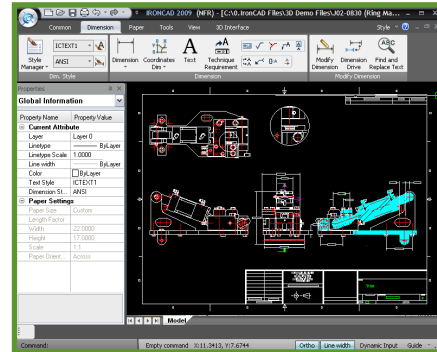 IRONCAD 2009 (NFR) - [C:\0.IronCAD Files\3D Demo Files\J02-0830 (Ring Ma...
Common Dimension Paper Tools View 3D Interface Style
ICTEXT1
ANSI
Style Manager
Dimension
Coordinates Dim
Text
Technique Requirement
Modify Dimension
Dimension Drive
Find and Replace Text
Dim. Style Dimension Modify Dimension
Properties
Global Information
Property Name Property Value
Current Attribute
Layer Layer 0
Linetype ByLayer
Linetype Scale 1.0000
Line width ByLayer
Color ByLayer
Text Style ICTEXT1
Dimension St... ANSI
Paper Settings
Paper Size Custom
Length Factor
Width 22.0000
Height 17.0000
Scale 1:1
Paper Orient... Across
Model
Command: Empty command X:11.3413, Y:7.6744 Ortho Line width Dynamic Input Guide